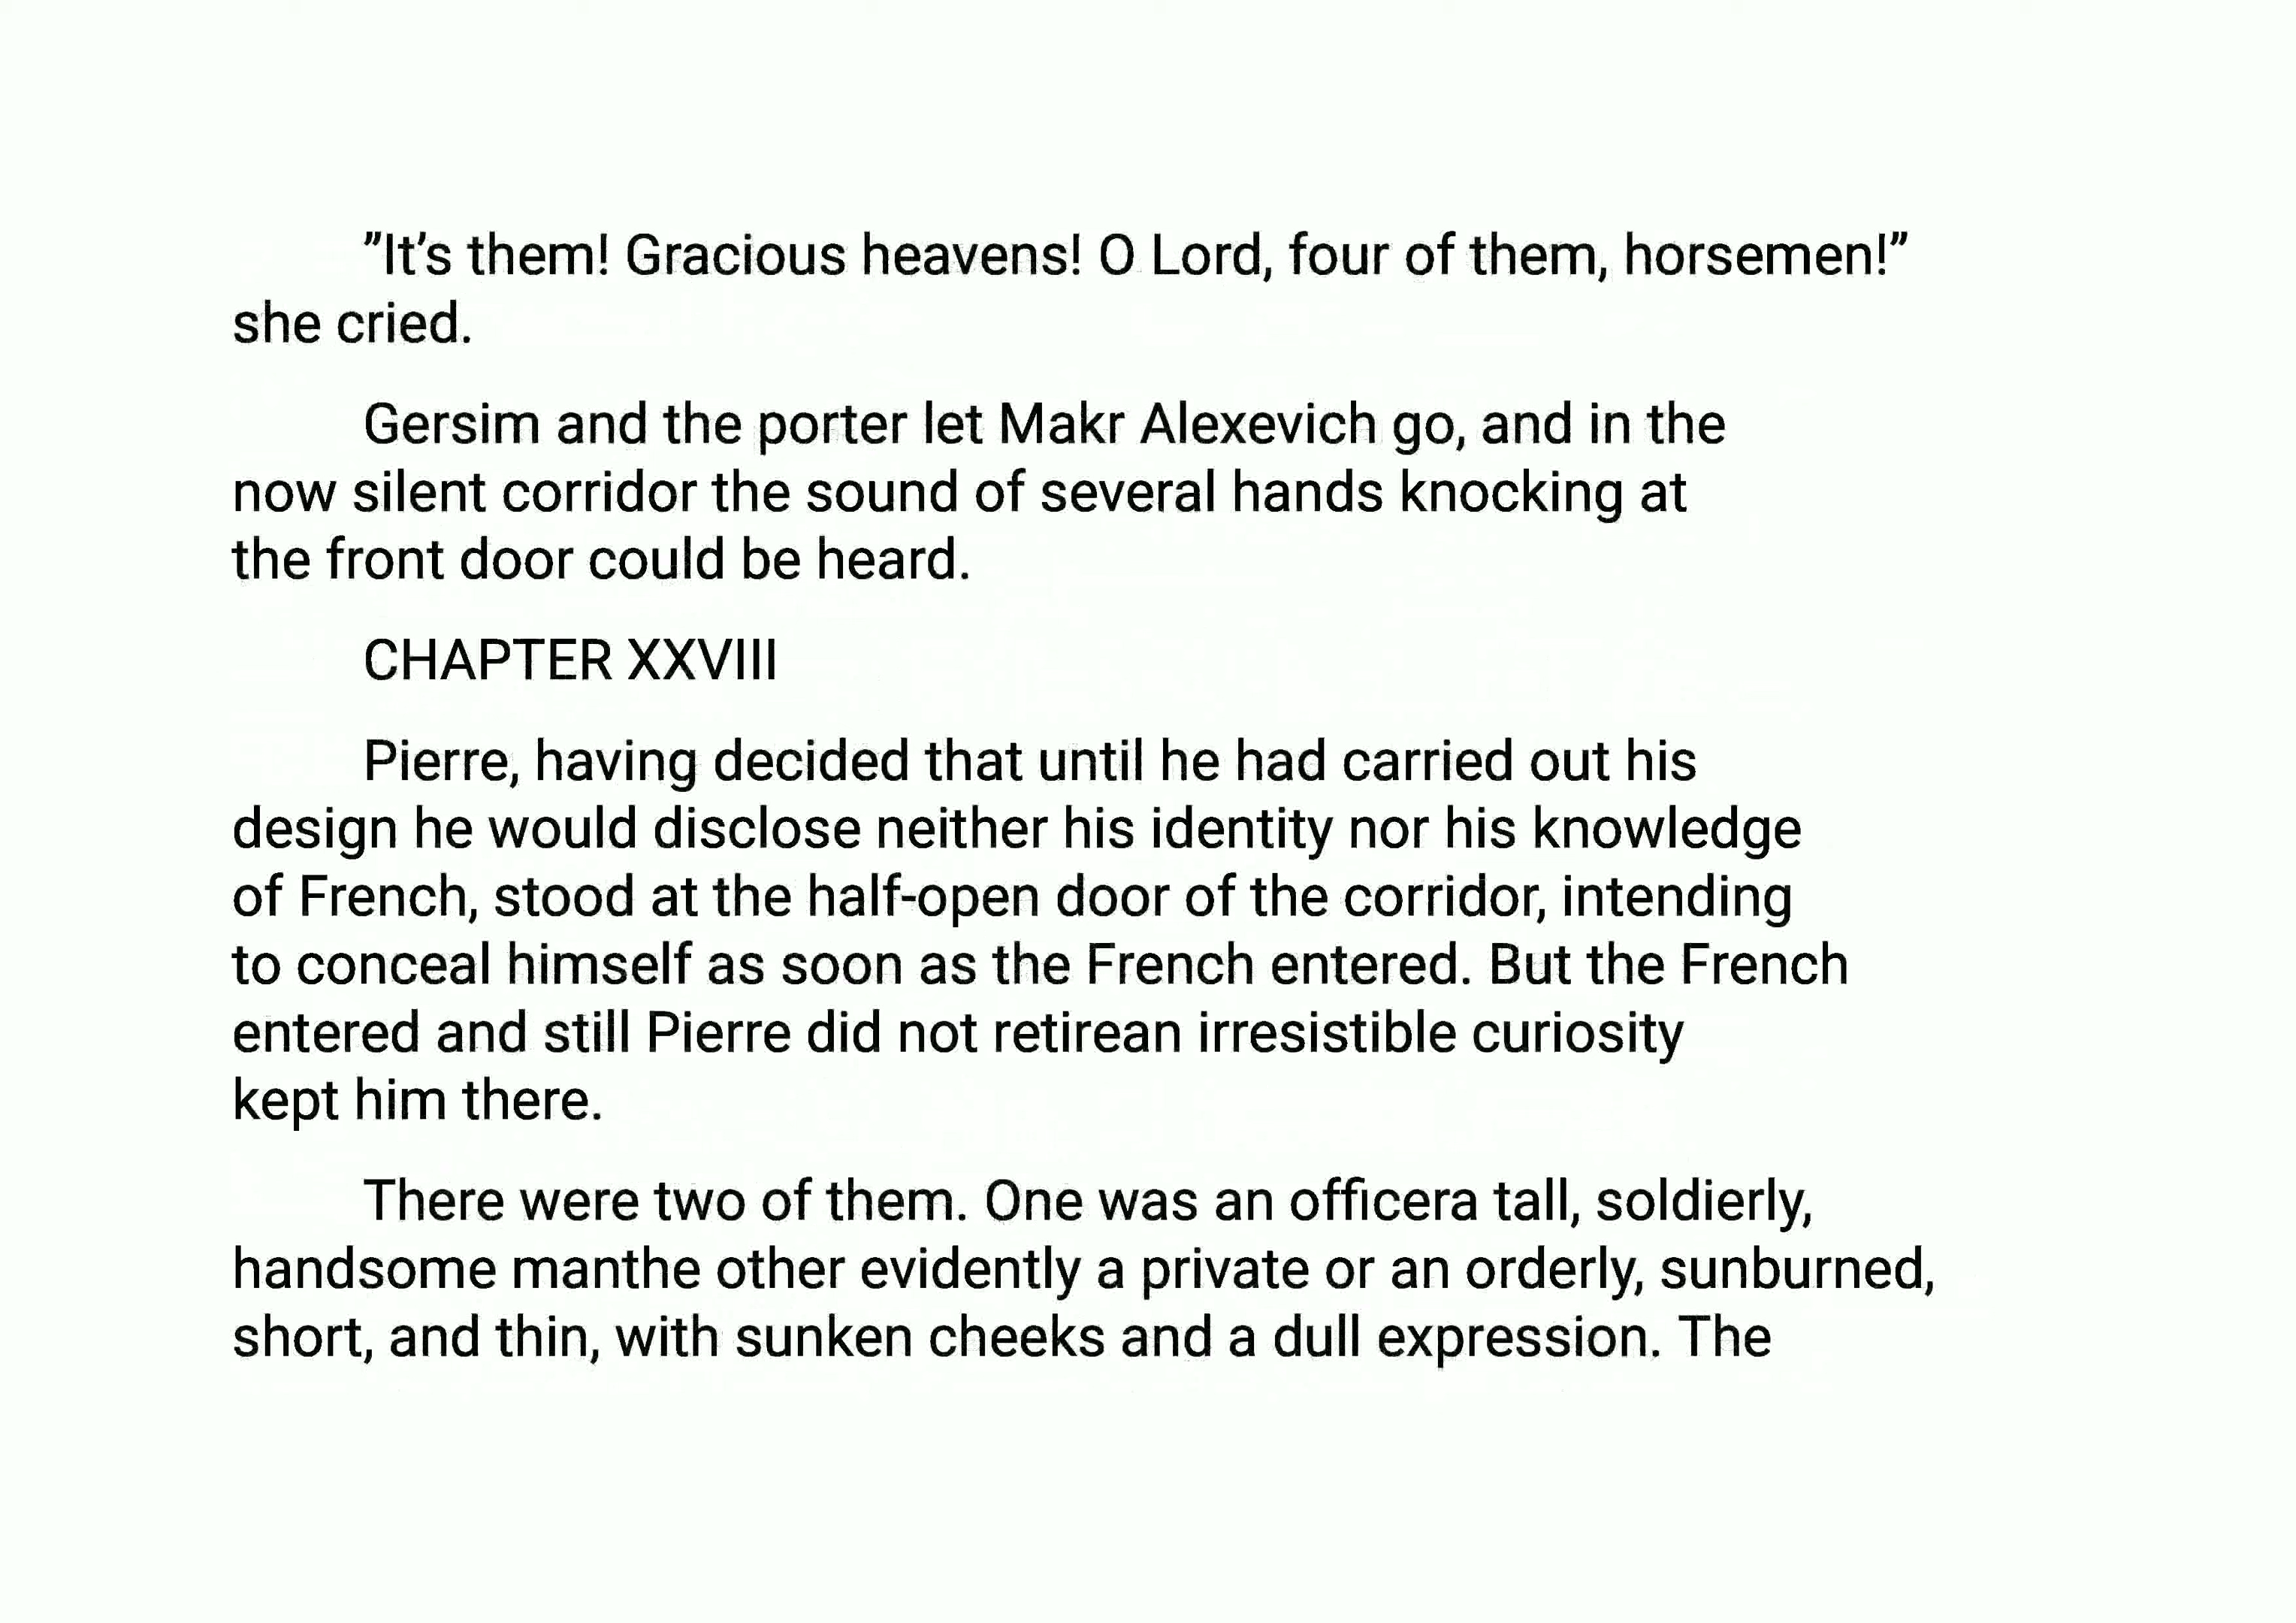 ”It’s them! Gracious heavens! O Lord, four of them, horsemen!”
she cried.
Gersim and the porter let Makr Alexevich go, and in the
now silent corridor the sound of several hands knocking at
the front door could be heard.
CHAPTER XXVIII
Pierre, having decided that until he had carried out his
design he would disclose neither his identity nor his knowledge
of French, stood at the half-open door of the corridor, intending
to conceal himself as soon as the French entered. But the French
entered and still Pierre did not retirean irresistible curiosity
kept him there.
There were two of them. One was an officera tall, soldierly,
handsome manthe other evidently a private or an orderly, sunburned,
short, and thin, with sunken cheeks and a dull expression. The